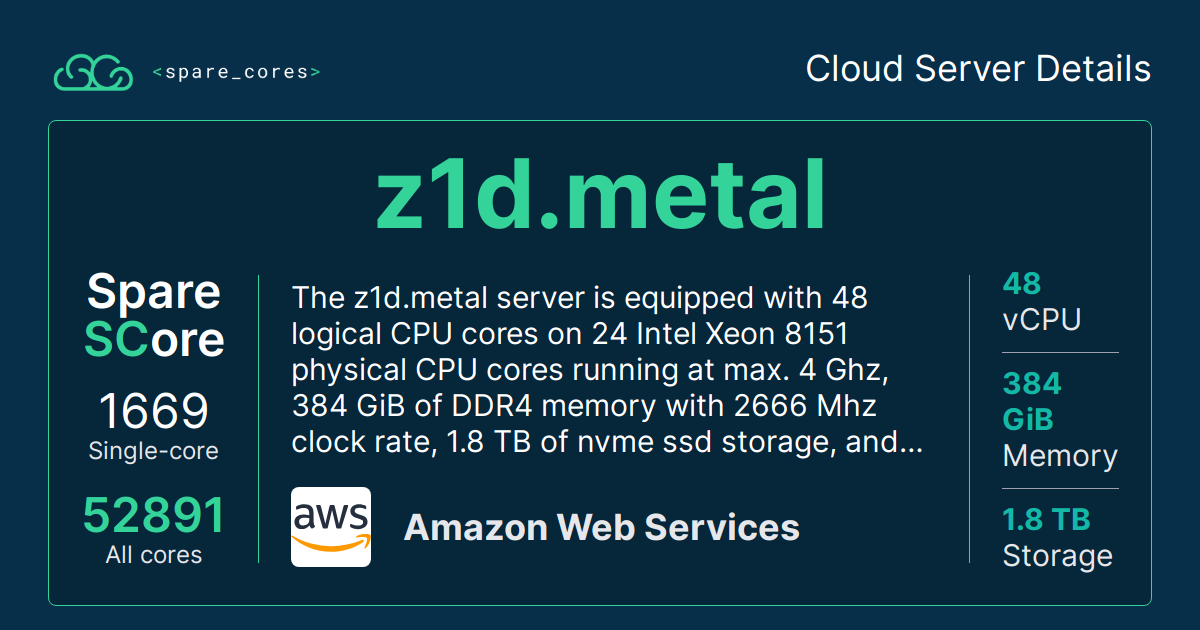 <spare_cores>
Cloud Server Details
z1d.metal
Spare
SCore
1669
Single-core
52891
All cores
The z1d.metal server is equipped with 48
logical CPU cores on 24 Intel Xeon 8151
physical CPU cores running at max. 4 Ghz,
384 GiB of DDR4 memory with 2666 Mhz
clock rate, 1.8 TB of nvme ssd storage, and...
aws
Amazon Web Services
48
vCPU
384
GiB
Memory
1.8 TB
Storage